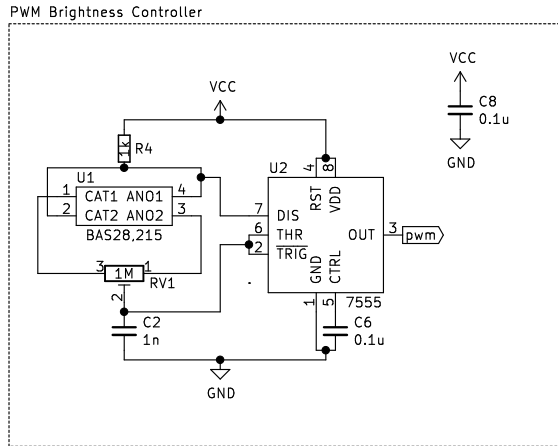 PWM Brightness Controller
VCC
VCC
C8
0.1u
GND
1k
R4
U1
1 CAT1 ANO1 4
2 CAT2 ANO2 3
BAS28,215
3 1M 1
2
RV1
C2
1n
U2
4 8
RST VDD
7 DIS
6 THR
2 TRIG
OUT 3 pwm
GND CTRL
1 5
7555
C6
0.1u
GND